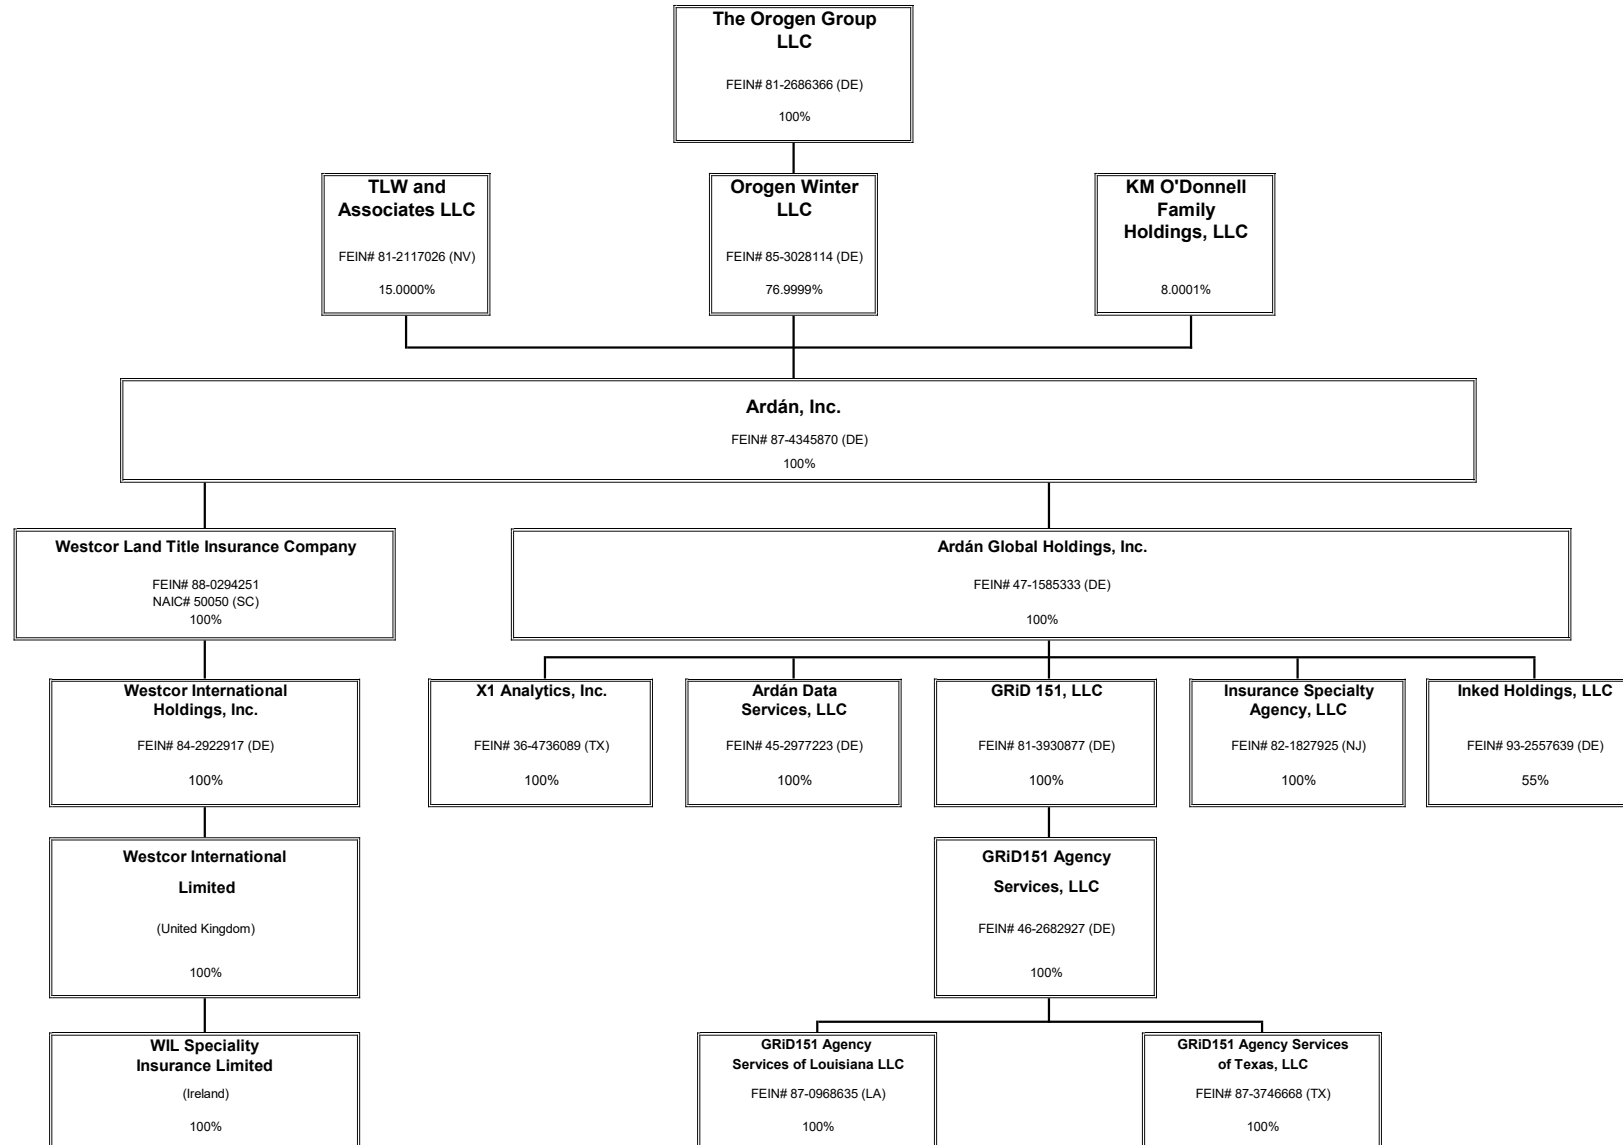 The Orogen Group
LLC
FEIN# 81-2686366 (DE)
100%
TLW and
Associates LLC
FEIN# 81-2117026 (NV)
15.0000%
Orogen Winter
LLC
FEIN# 85-3028114 (DE)
76.9999%
KM O'Donnell
Family
Holdings, LLC
8.0001%
Ardán, Inc.
FEIN# 87-4345870 (DE)
100%
Westcor Land Title Insurance Company
FEIN# 88-0294251
NAIC# 50050 (SC)
100%
Ardán Global Holdings, Inc.
FEIN# 47-1585333 (DE)
100%
Westcor International
Holdings, Inc.
FEIN# 84-2922917 (DE)
100%
X1 Analytics, Inc.
FEIN# 36-4736089 (TX)
100%
Ardán Data
Services, LLC
FEIN# 45-2977223 (DE)
100%
GRiD 151, LLC
FEIN# 81-3930877 (DE)
100%
Insurance Specialty
Agency, LLC
FEIN# 82-1827925 (NJ)
100%
Inked Holdings, LLC
FEIN# 93-2557639 (DE)
55%
Westcor International
Limited
(United Kingdom)
100%
GRiD151 Agency
Services, LLC
FEIN# 46-2682927 (DE)
100%
WIL Speciality
Insurance Limited
(Ireland)
100%
GRiD151 Agency
Services of Louisiana LLC
FEIN# 87-0968635 (LA)
100%
GRiD151 Agency Services
of Texas, LLC
FEIN# 87-3746668 (TX)
100%